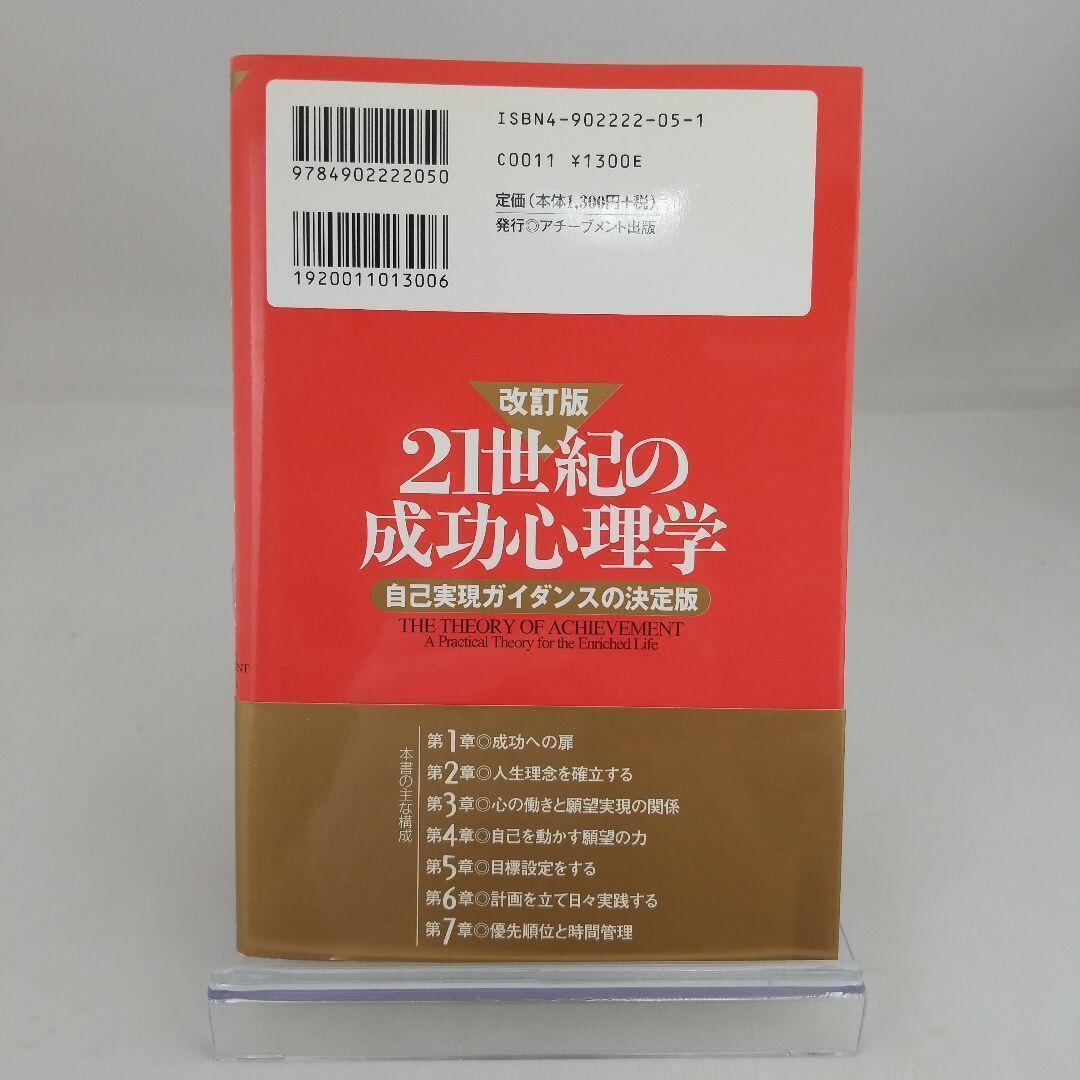 ISBN4-902222-05-1
9784902222050
C0011 ¥1300E
定価(本体1,300円+税)
発行◎アチーブメント出版
1920011013006
改訂版
21世紀の
成功心理学
自己実現ガイダンスの決定版
THE THEORY OF ACHIEVEMENT
A Practical Theory for the Enriched Life
ENT
本書の主な構成
第1章◎成功への扉
第2章◎人生理念を確立する
第3章◎心の働きと願望実現の関係
第4章◎自己を動かす願望の力
第5章◎目標設定をする
第6章◎計画を立て日々実践する
第7章◎優先順位と時間管理